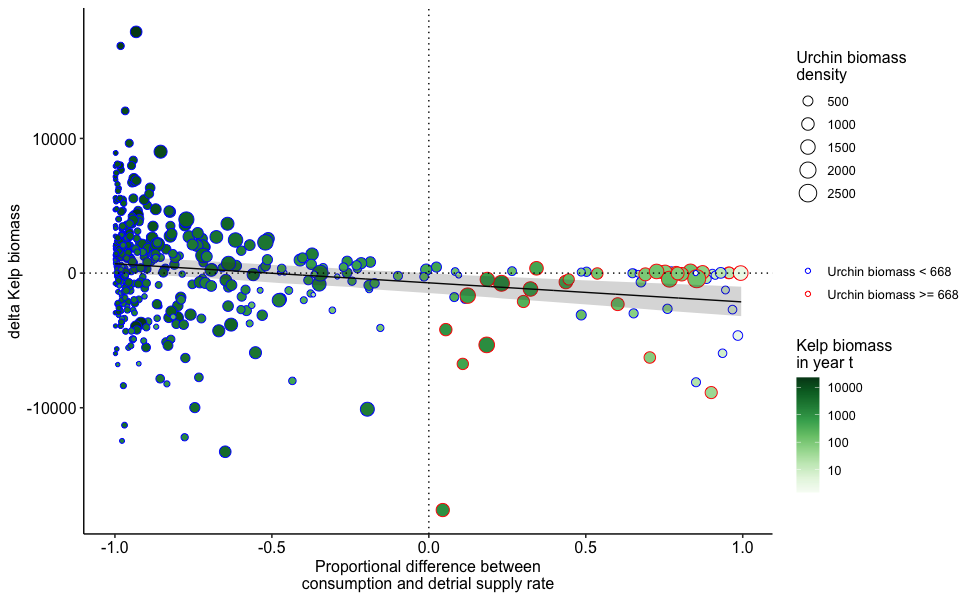 Urchin biomass
density
500
1000
1500
2000
2500
Urchin biomass < 668
Urchin biomass >= 668
Kelp biomass
in year t
10000
1000
100
10
delta Kelp biomass
10000
0
-10000
-1.0
-0.5
0.0
0.5
1.0
Proportional difference between
consumption and detrial supply rate